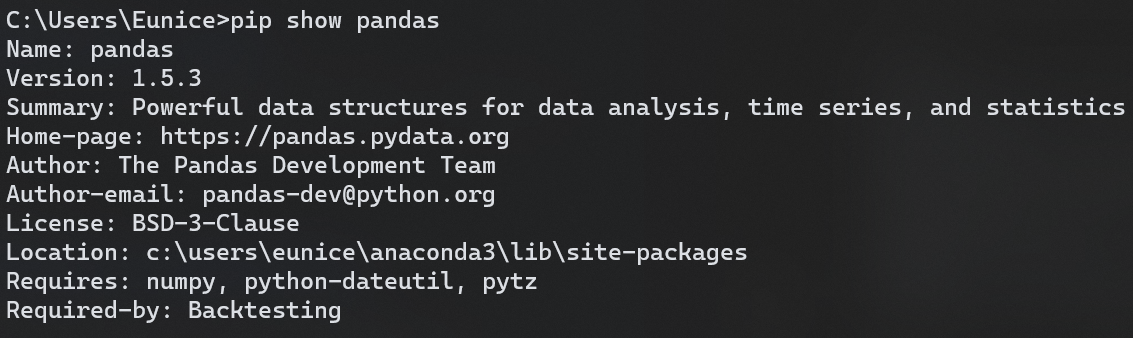 C:\Users\Eunice>pip show pandas
Name: pandas
Version: 1.5.3
Summary: Powerful data structures for data analysis, time series, and statistics
Home-page: https://pandas.pydata.org
Author: The Pandas Development Team
Author-email: pandas-dev@python.org
License: BSD-3-Clause
Location: c:\users\eunice\anaconda3\lib\site-packages
Requires: numpy, python-dateutil, pytz
Required-by: Backtesting